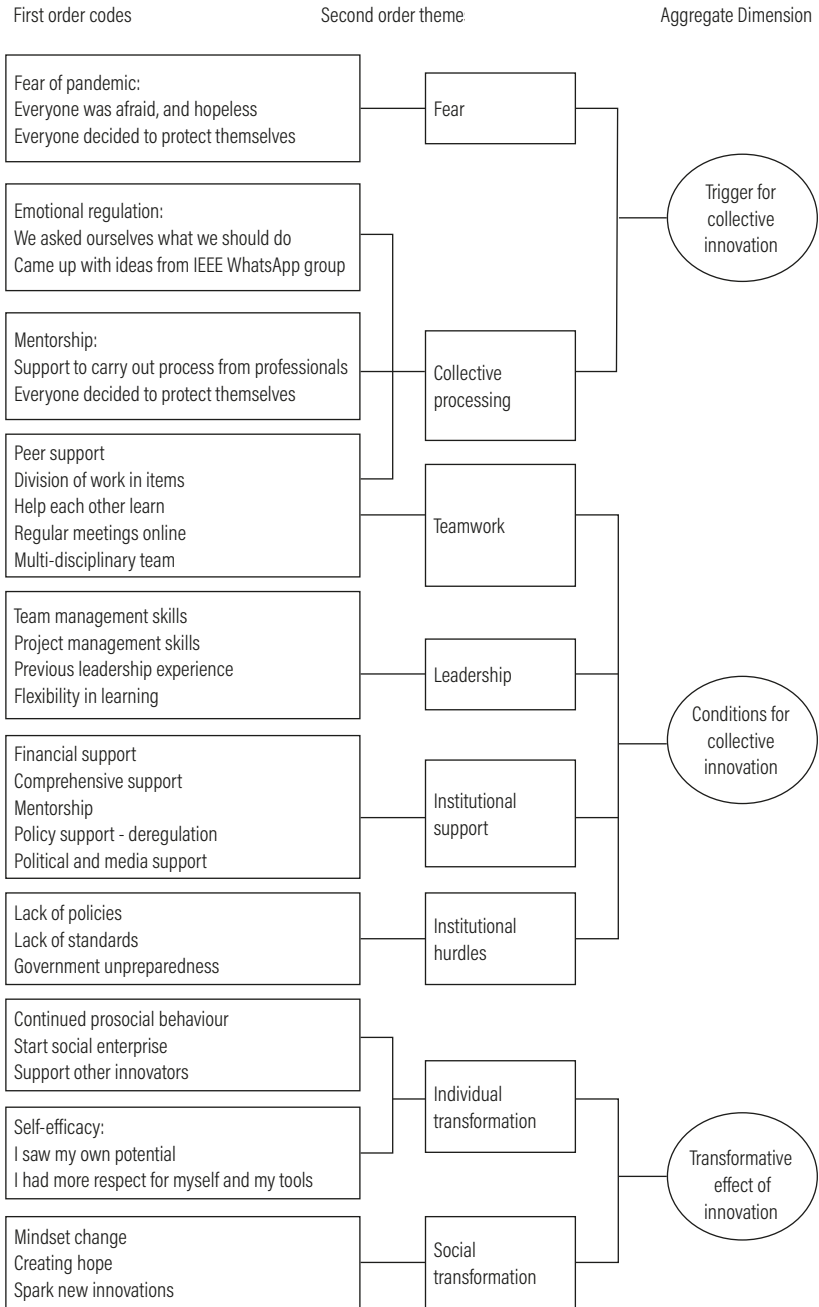 First order codes
Second order theme
Aggregate Dimension
Fear of pandemic:
Everyone was afraid, and hopeless
Everyone decided to protect themselves
Fear
Trigger for
collective
innovation
Emotional regulation:
We asked ourselves what we should do
Came up with ideas from IEEE WhatsApp group
Mentorship:
Support to carry out process from professionals
Everyone decided to protect themselves
Collective
processing
Peer support
Division of work in items
Help each other learn
Regular meetings online
Multi-disciplinary team
Teamwork
Team management skills
Project management skills
Previous leadership experience
Flexibility in learning
Leadership
Conditions for
collective
innovation
Financial support
Comprehensive support
Mentorship
Policy support - deregulation
Political and media support
Institutional
support
Lack of policies
Lack of standards
Government unpreparedness
Institutional
hurdles
Continued prosocial behaviour
Start social enterprise
Support other innovators
Individual
transformation
Self-efficacy:
I saw my own potential
I had more respect for myself and my tools
Transformative
effect of
innovation
Mindset change
Creating hope
Spark new innovations
Social
transformation